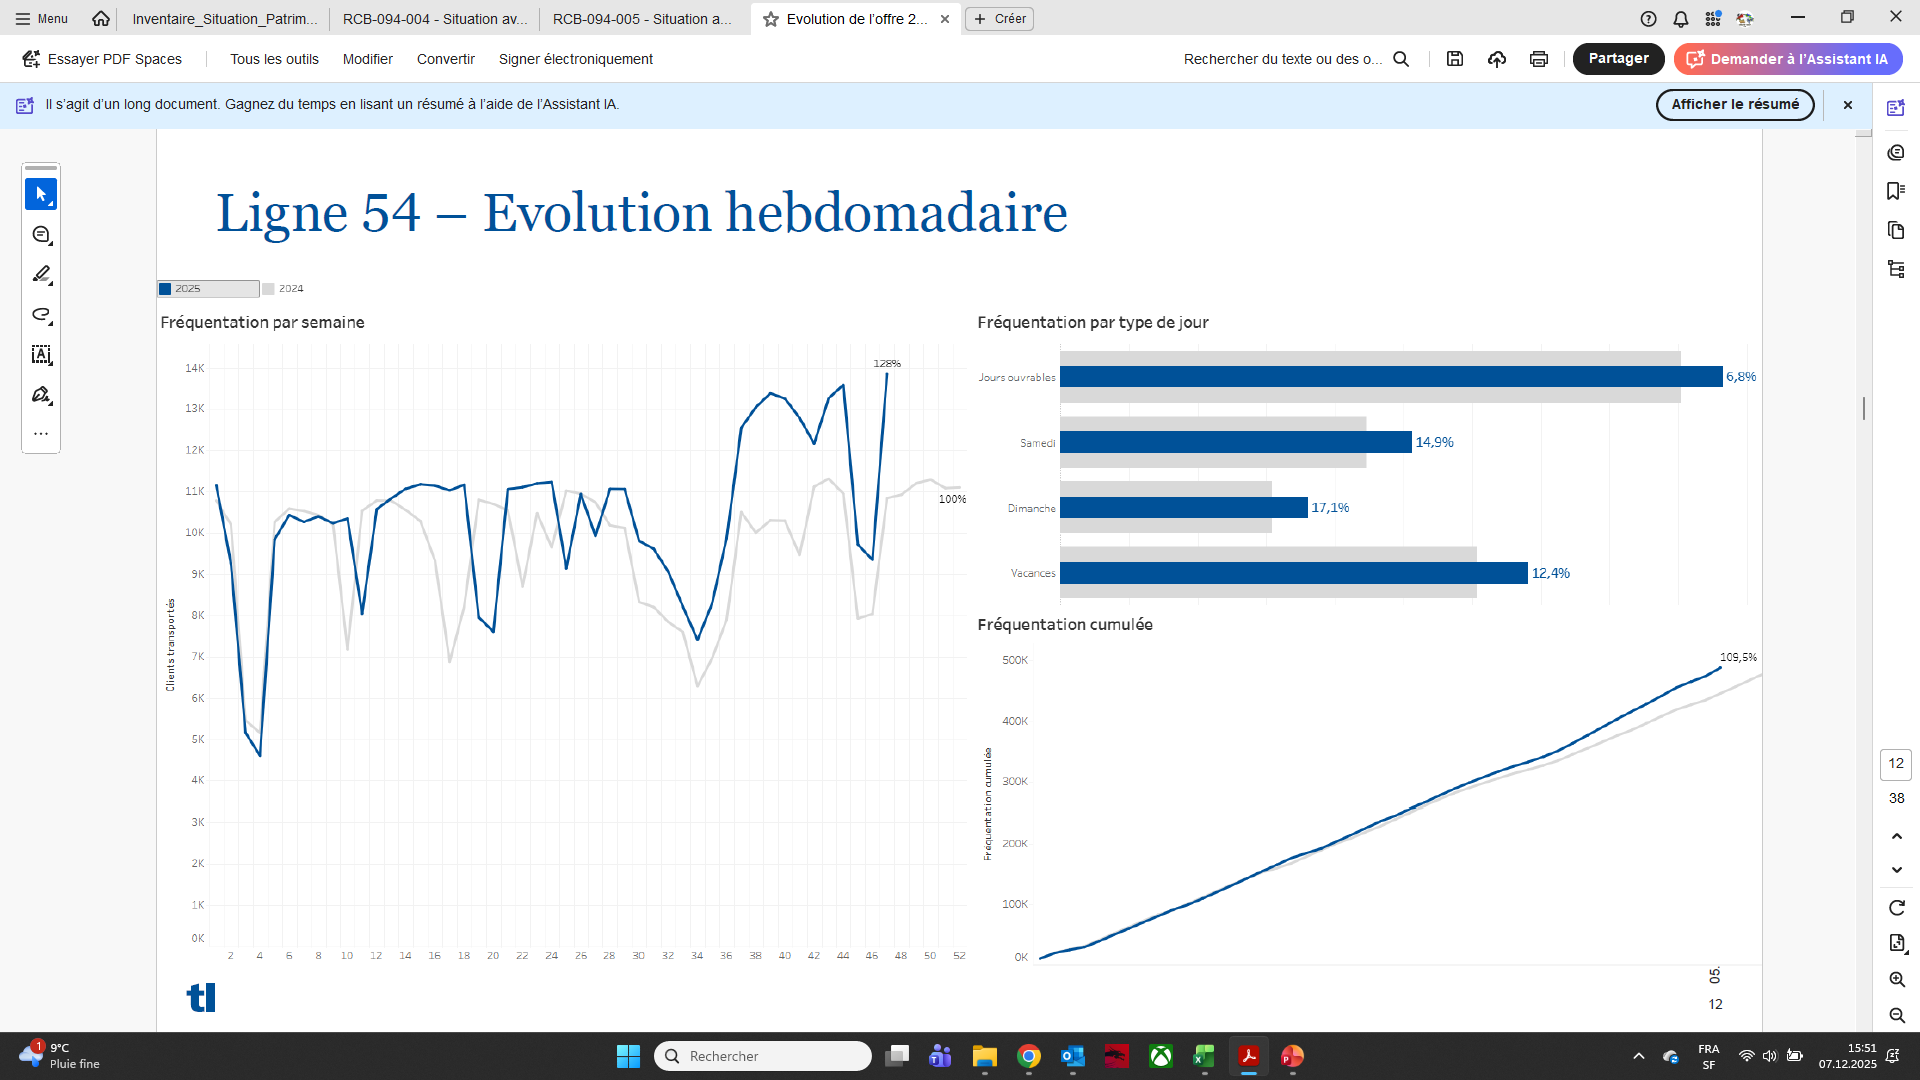 Menu
Inventaire_Situation_Patrim...
RCB-094-004 - Situation av...
RCB-094-005 - Situation a...
Evolution de l'offre 2...
Créer
Essayer PDF Spaces
Tous les outils
Modifier
Convertir
Signer électroniquement
Rechercher du texte ou des o...
Partager
Demander à l'Assistant IA
Il s'agit d'un long document. Gagnez du temps en lisant un résumé à l'aide de l'Assistant IA.
Afficher le résumé
Ligne 54 – Evolution hebdomadaire
2025
2024
Fréquentation par semaine
Clients transportés
14K
13K
12K
11K
10K
9K
8K
7K
6K
5K
4K
3K
2K
1K
0K
128%
100%
2 4 6 8 10 12 14 16 18 20 22 24 26 28 30 32 34 36 38 40 42 44 46 48 50 52
Fréquentation par type de jour
Jours ouvrables 6,8%
Samedi 14,9%
Dimanche 17,1%
Vacances 12,4%
Fréquentation cumulée
Fréquentation cumulée
500K
400K
300K
200K
100K
0K
109,5%
05.
12
tl
12
38
1
9°C
Pluie fine
Rechercher
FRA
SF
15:51
07.12.2025